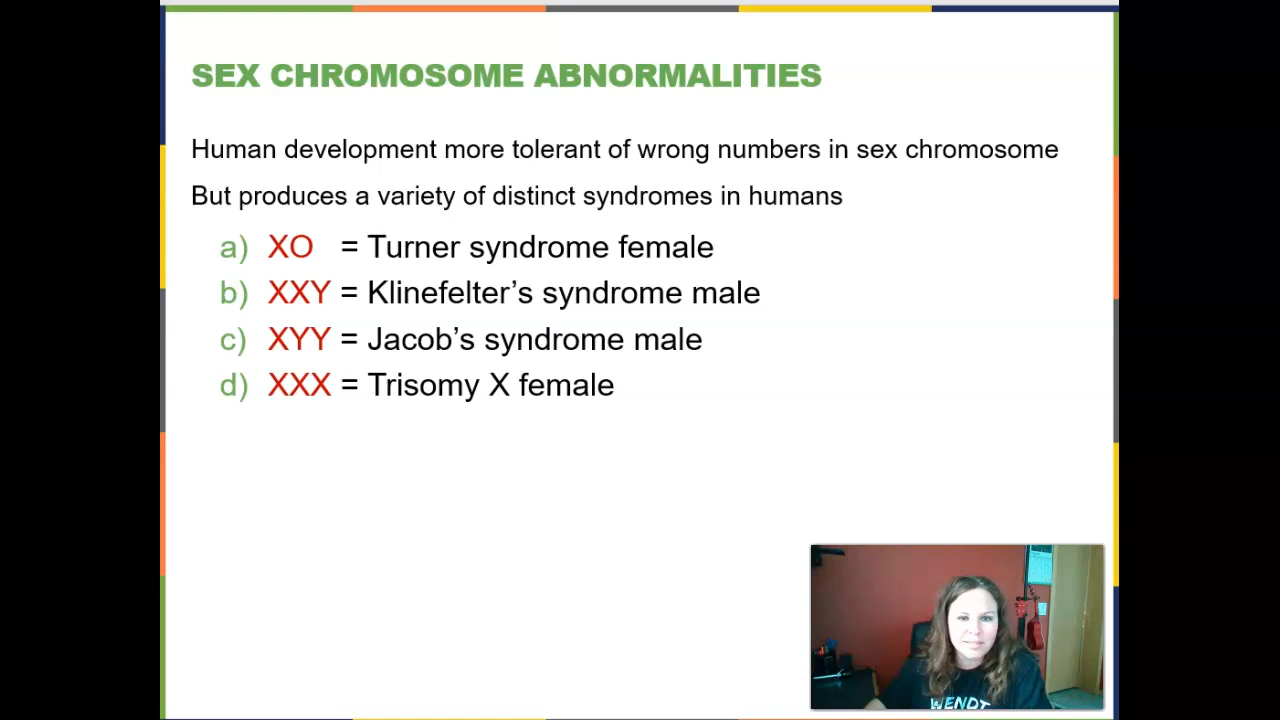 SEX CHROMOSOME ABNORMALITIES
Human development more tolerant of wrong numbers in sex chromosome
But produces a variety of distinct syndromes in humans
a) XO = Turner syndrome female
b) XXY = Klinefelter’s syndrome male
c) XYY = Jacob’s syndrome male
d) XXX = Trisomy X female
WENDT